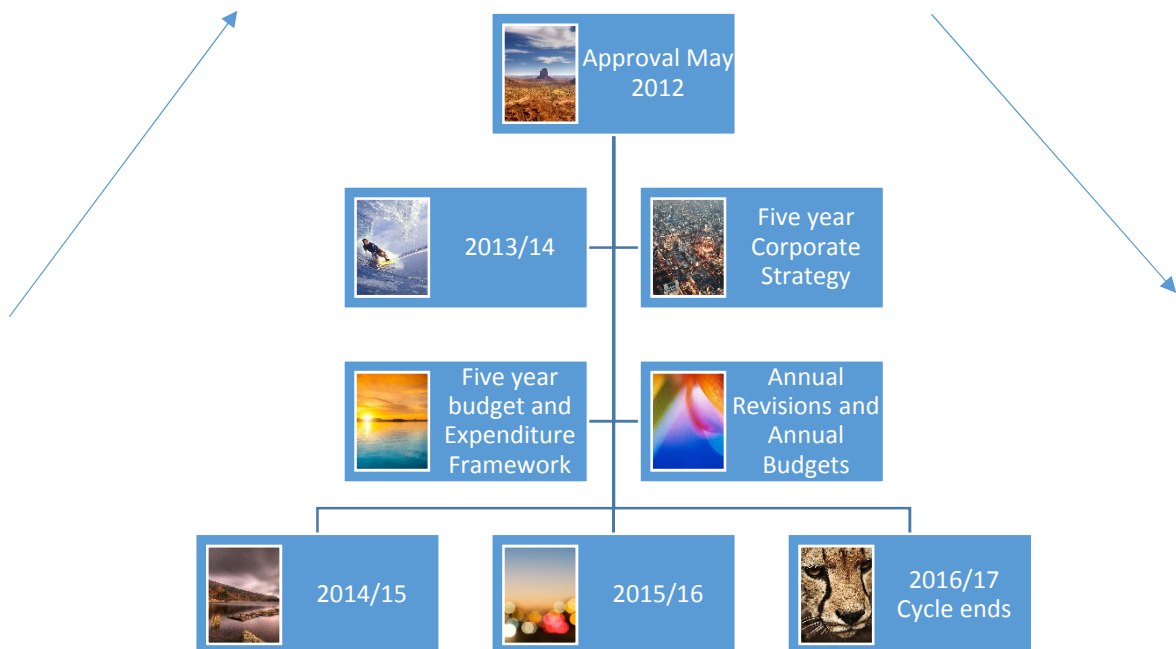 Approval May
2012
2013/14
Five year
Corporate
Strategy
Five year
budget and
Expenditure
Framework
Annual
Revisions and
Annual
Budgets
2014/15
2015/16
2016/17
Cycle ends